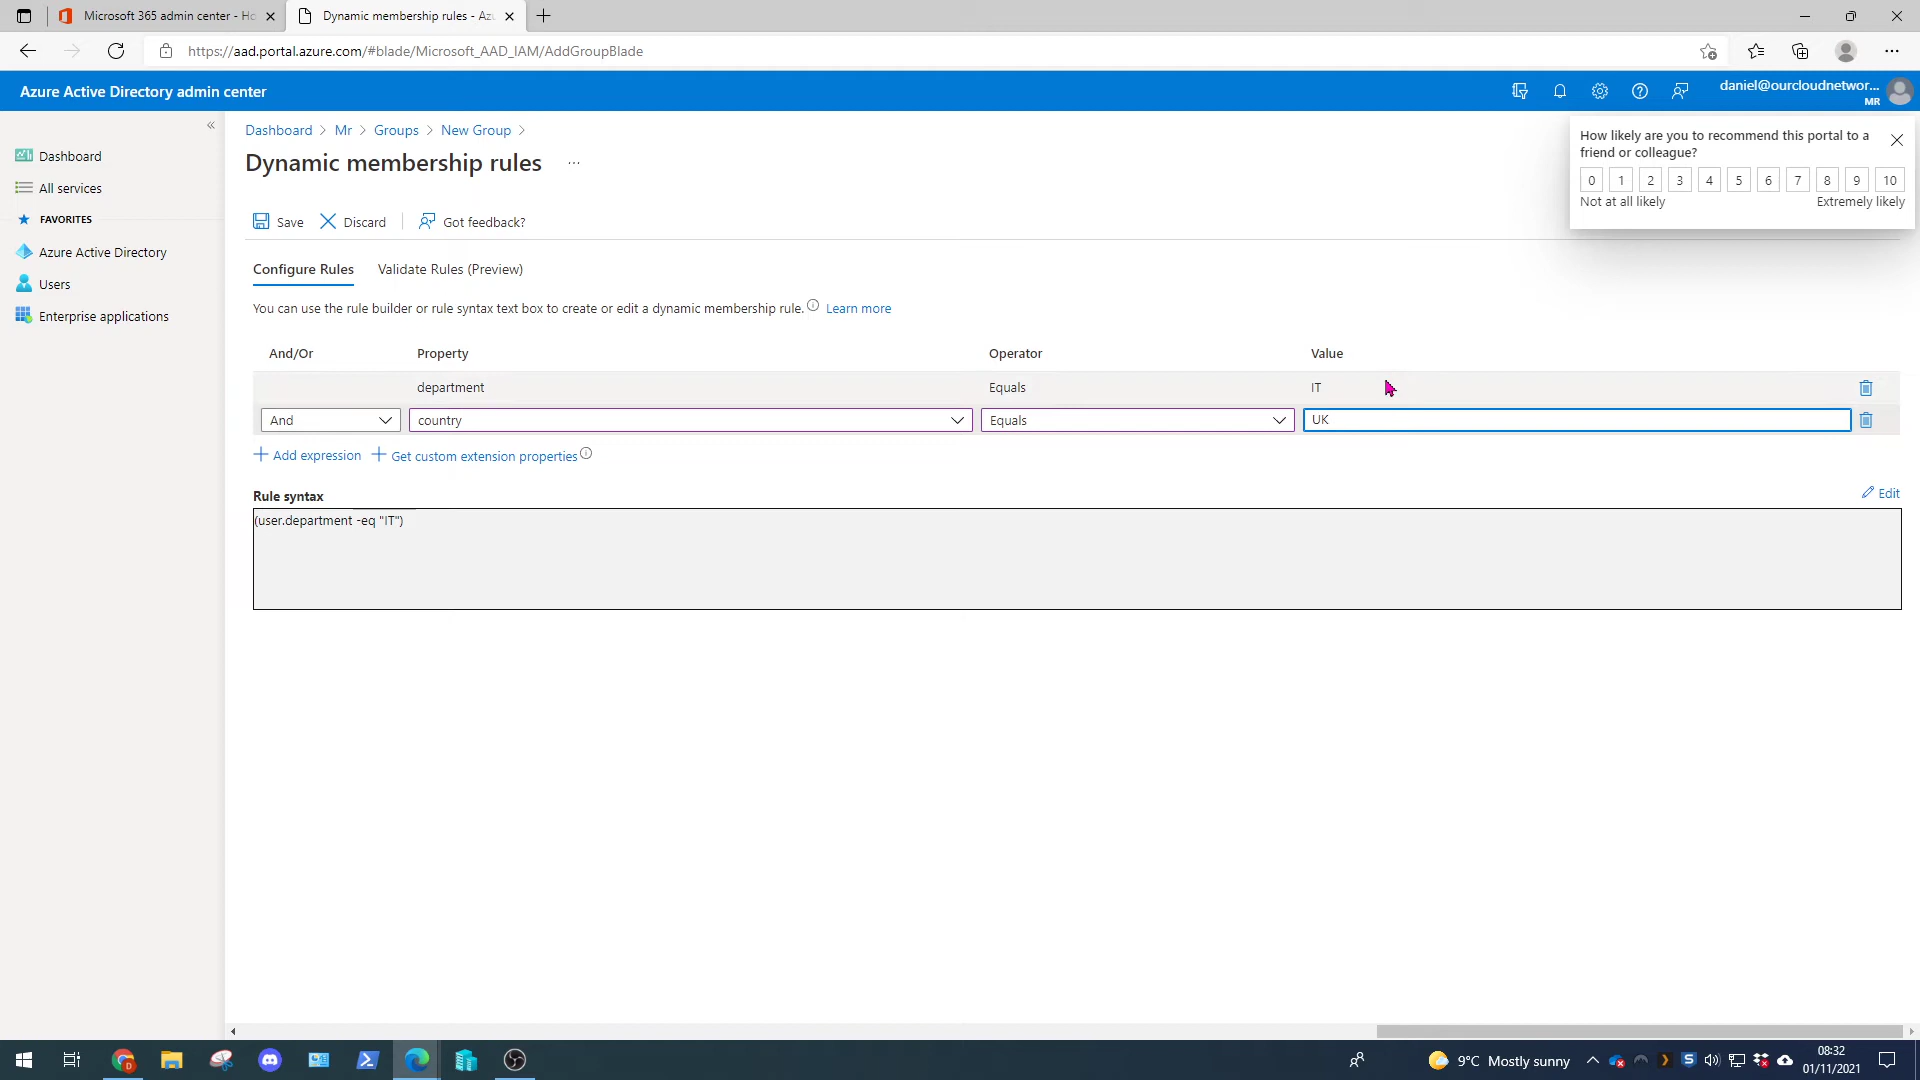 Microsoft 365 admin center - Ho
Dynamic membership rules - Azu
https://aad.portal.azure.com/#blade/Microsoft_AAD_IAM/AddGroupBlade
Azure Active Directory admin center
daniel@ourcloudnetwor...
MR
How likely are you to recommend this portal to a
friend or colleague?
0 1 2 3 4 5 6 7 8 9 10
Not at all likely Extremely likely
Dashboard
All services
FAVORITES
Azure Active Directory
Users
Enterprise applications
Dashboard > Mr > Groups > New Group >
Dynamic membership rules ...
Save Discard Got feedback?
Configure Rules Validate Rules (Preview)
You can use the rule builder or rule syntax text box to create or edit a dynamic membership rule. Learn more
And/Or Property Operator Value
department Equals IT
And country Equals UK
+ Add expression + Get custom extension properties
Rule syntax
Edit
(user.department -eq "IT")
9°C Mostly sunny
08:32
01/11/2021